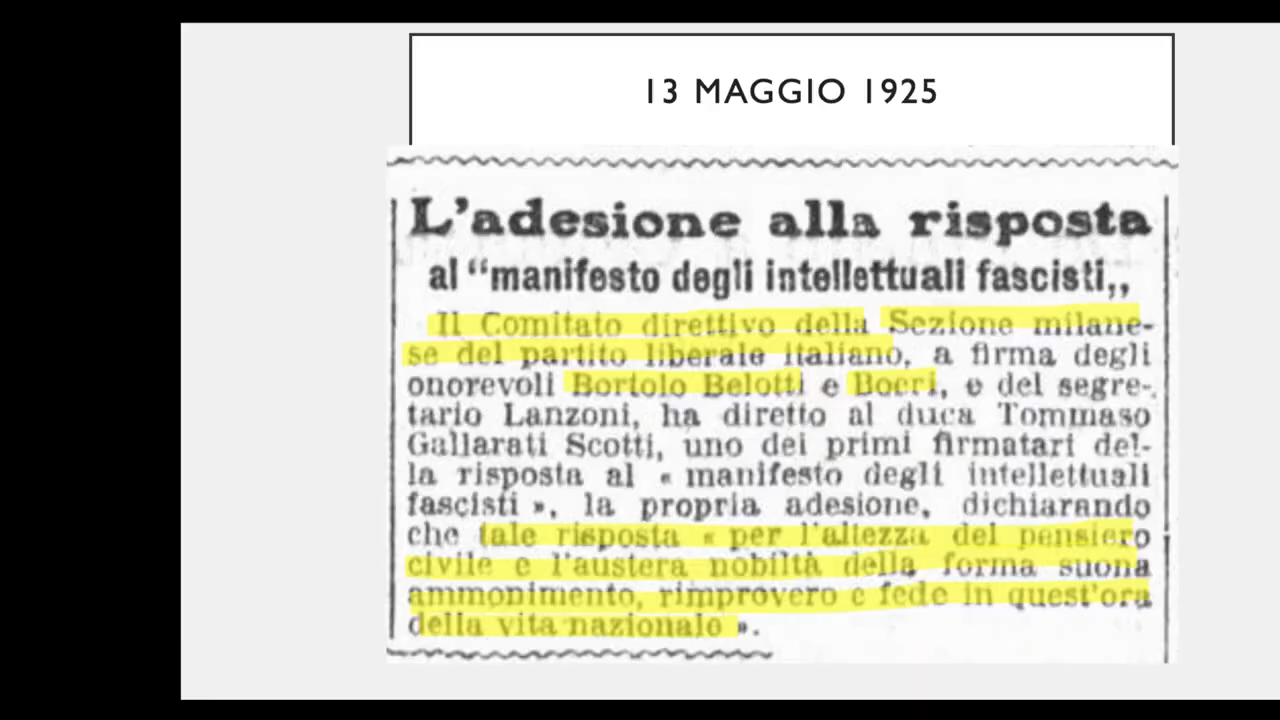 13 MAGGIO 1925
L'adesione alla risposta
al “manifesto degli intellettuali fascisti„
Il Comitato direttivo della Sezione milane-
se del partito liberale italiano, a firma degli
onorevoli Bortolo Belotti e Boeri, e del segre-
tario Lanzoni, ha diretto al duca Tommaso
Gallarati Scotti, uno dei primi firmatari del-
la risposta al « manifesto degli intellettuali
fascisti », la propria adesione, dichiarando
che tale risposta « per l'altezza del pensiero
civile e l'austera nobiltà della forma suona
ammonimento, rimprovero e fede in quest'ora
della vita nazionale ».